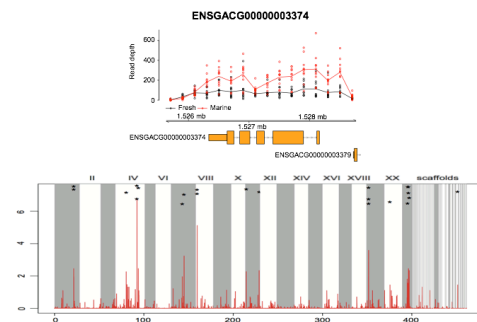 ENSGACG00000003374
600
400
200
0
Read depth
Fresh Marine
1.526 mb 1.528 mb
1.527 mb
ENSGACG00000003374
ENSGACG00000003379
II IV VI VIII X XII XIV XVI XVIII XX scaffolds
6
4
2
0
0 100 200 300 400